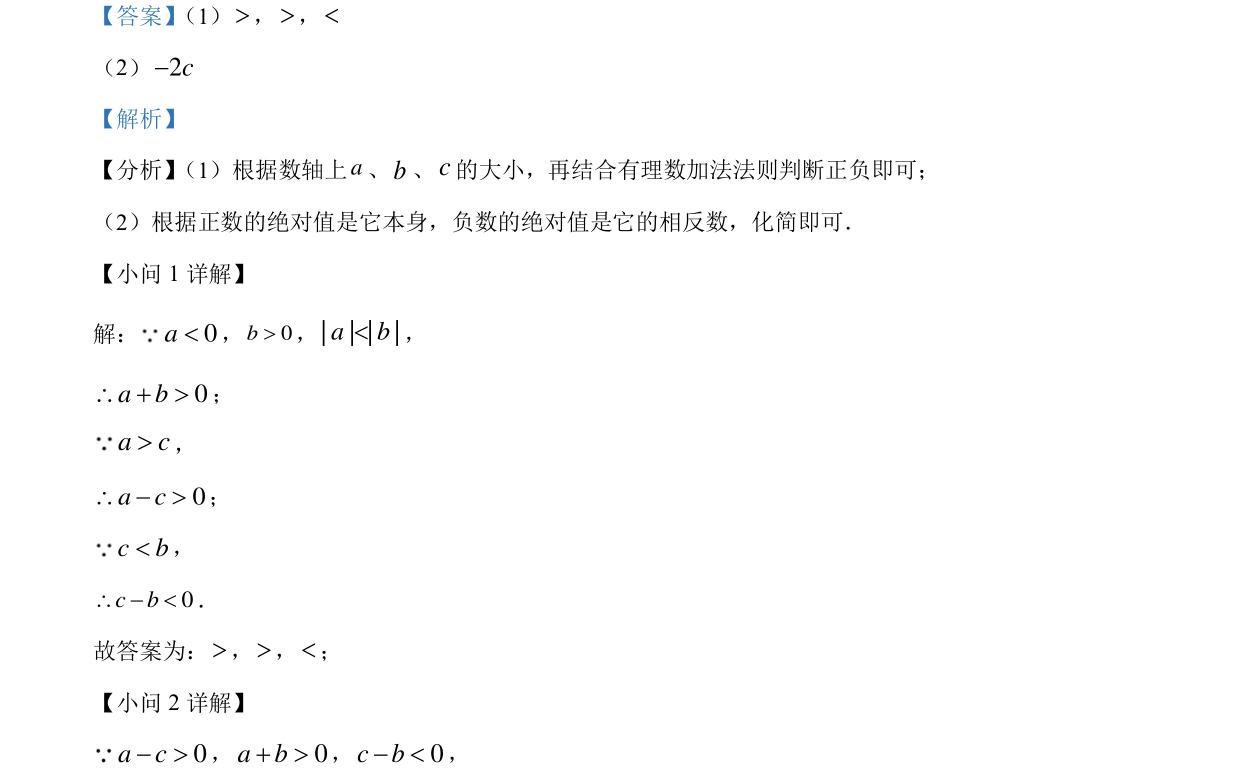 【答案】（1）>，>，<
（2）−2c
【解析】
【分析】（1）根据数轴上a、b、c的大小，再结合有理数加法法则判断正负即可；
（2）根据正数的绝对值是它本身，负数的绝对值是它的相反数，化简即可．
【小问 1 详解】
解：∵a<0，b>0，|a|<|b|，
∴a+b>0；
∵a>c，
∴a−c>0；
∵c<b，
∴c−b<0．
故答案为：>，>，<；
【小问 2 详解】
∵a−c>0，a+b>0，c−b<0，